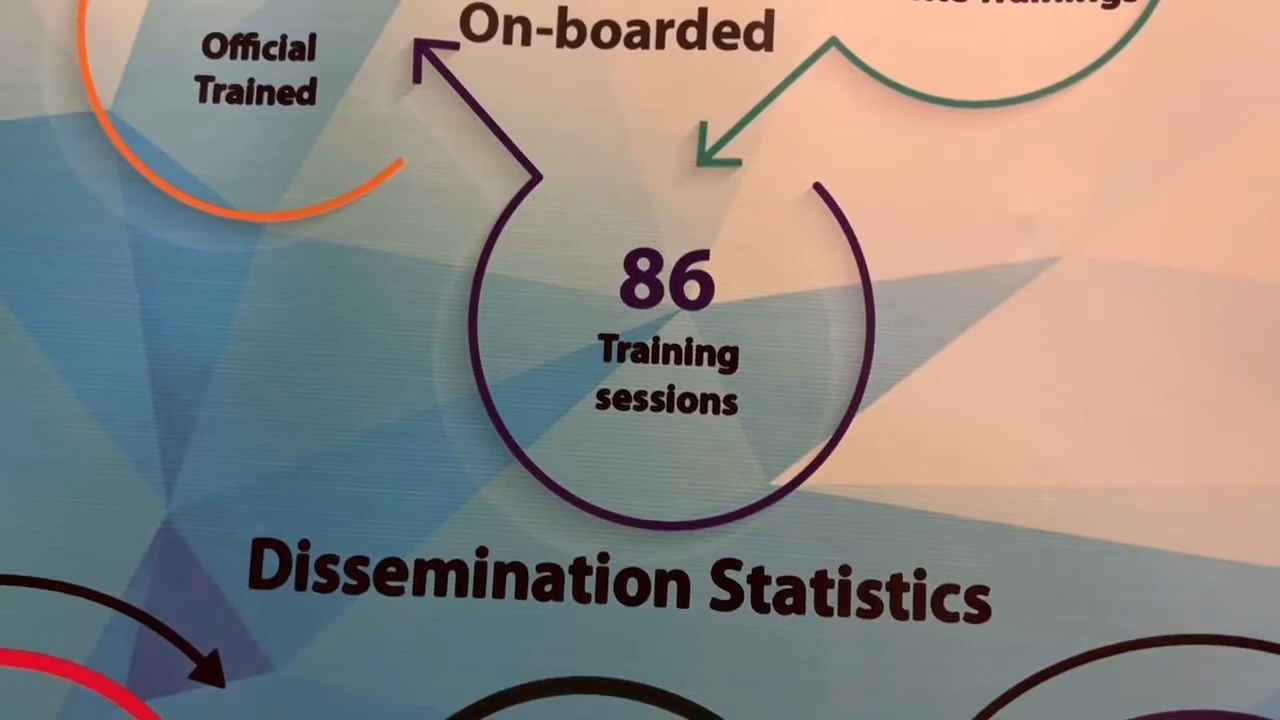 On-boarded
Official
Trained
86
Training
sessions
Dissemination Statistics